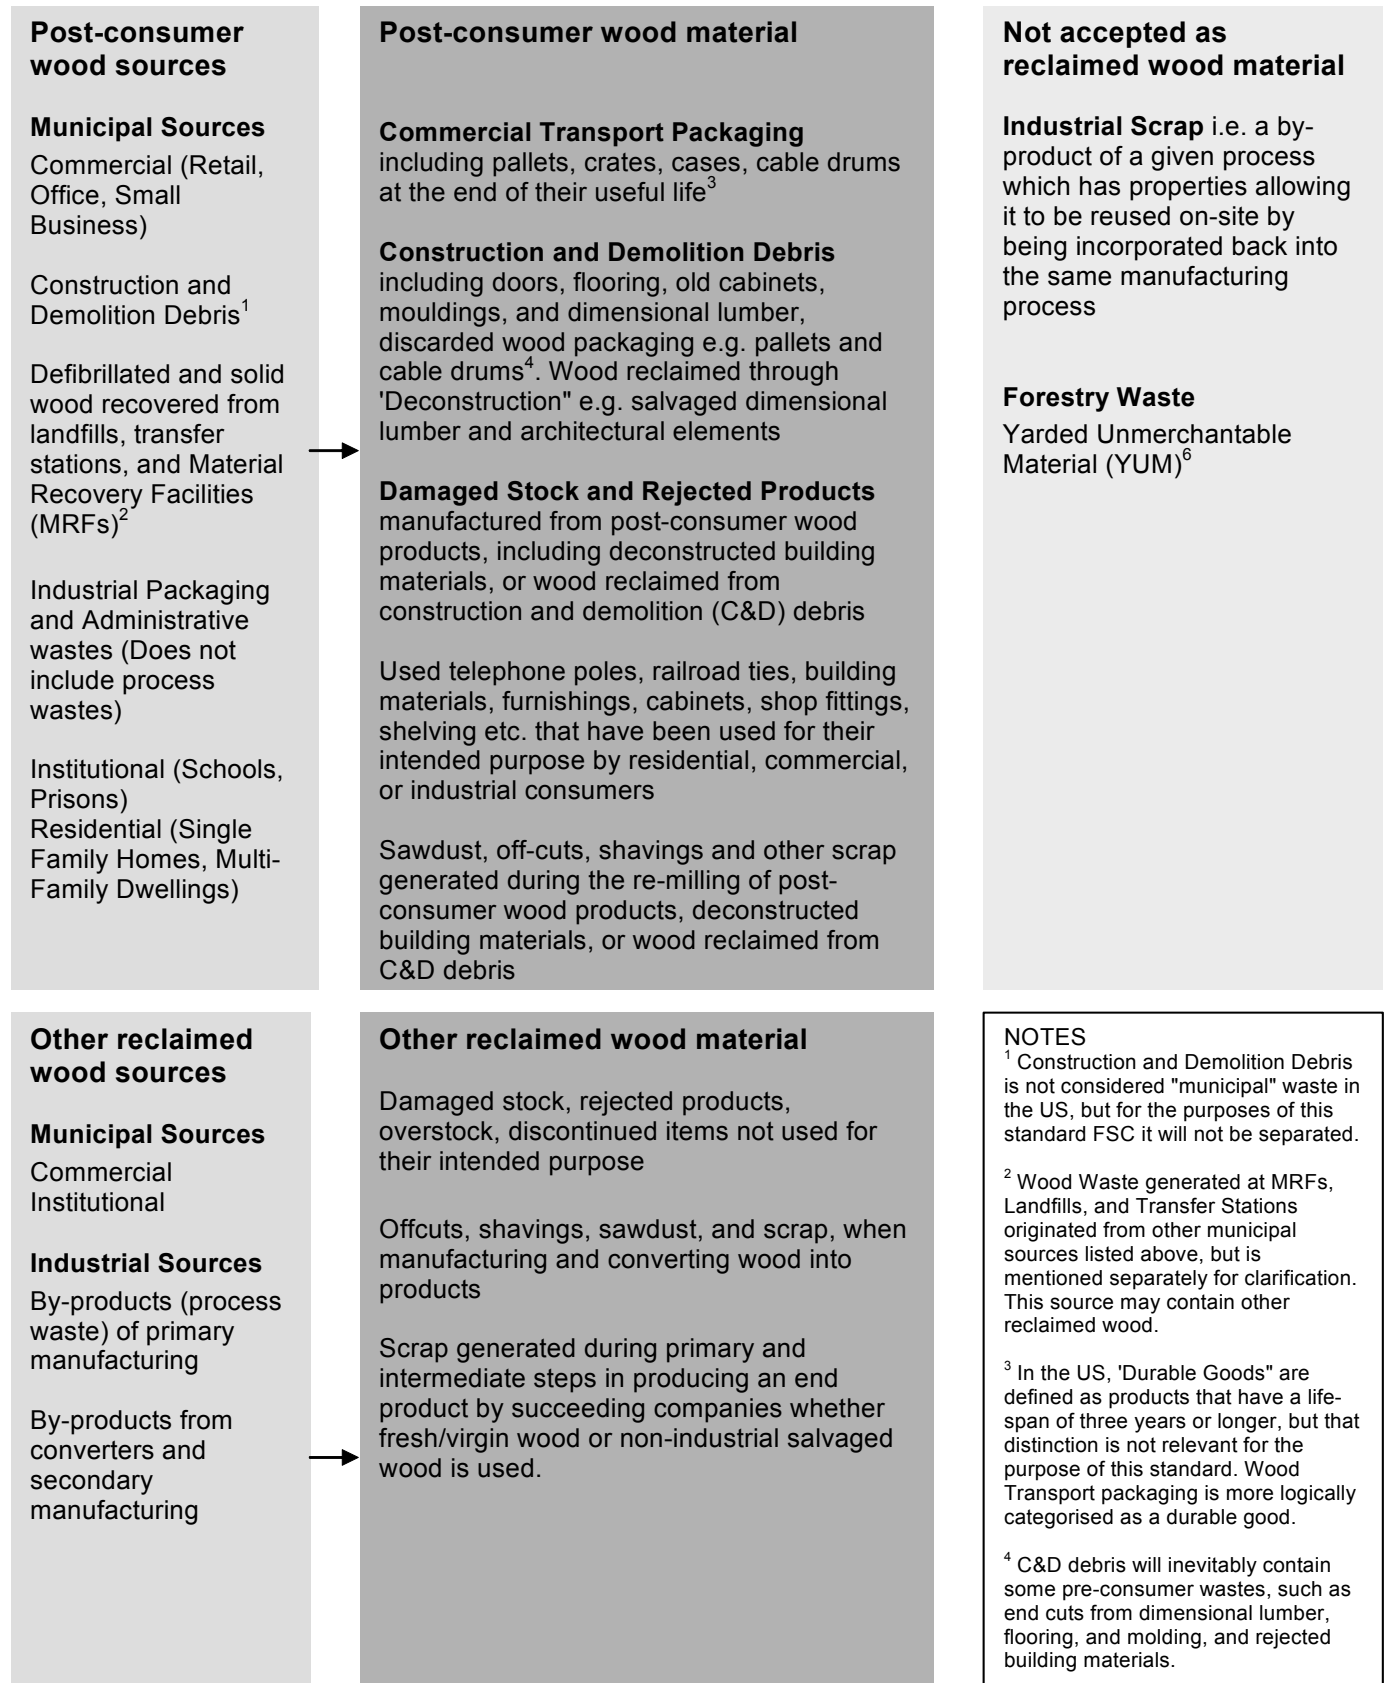 Post-consumer
wood sources
Municipal Sources
Commercial (Retail,
Office, Small
Business)
Construction and
Demolition Debris1
Defibrillated and solid
wood recovered from
landfills, transfer
stations, and Material
Recovery Facilities
(MRFs)2
Industrial Packaging
and Administrative
wastes (Does not
include process
wastes)
Institutional (Schools,
Prisons)
Residential (Single
Family Homes, Multi-
Family Dwellings)
Post-consumer wood material
Commercial Transport Packaging
including pallets, crates, cases, cable drums
at the end of their useful life3
Construction and Demolition Debris
including doors, flooring, old cabinets,
mouldings, and dimensional lumber,
discarded wood packaging e.g. pallets and
cable drums4. Wood reclaimed through
'Deconstruction" e.g. salvaged dimensional
lumber and architectural elements
Damaged Stock and Rejected Products
manufactured from post-consumer wood
products, including deconstructed building
materials, or wood reclaimed from
construction and demolition (C&D) debris
Used telephone poles, railroad ties, building
materials, furnishings, cabinets, shop fittings,
shelving etc. that have been used for their
intended purpose by residential, commercial,
or industrial consumers
Sawdust, off-cuts, shavings and other scrap
generated during the re-milling of post-
consumer wood products, deconstructed
building materials, or wood reclaimed from
C&D debris
Not accepted as
reclaimed wood material
Industrial Scrap i.e. a by-
product of a given process
which has properties allowing
it to be reused on-site by
being incorporated back into
the same manufacturing
process
Forestry Waste
Yarded Unmerchantable
Material (YUM)6
Other reclaimed
wood sources
Municipal Sources
Commercial
Institutional
Industrial Sources
By-products (process
waste) of primary
manufacturing
By-products from
converters and
secondary
manufacturing
Other reclaimed wood material
Damaged stock, rejected products,
overstock, discontinued items not used for
their intended purpose
Offcuts, shavings, sawdust, and scrap, when
manufacturing and converting wood into
products
Scrap generated during primary and
intermediate steps in producing an end
product by succeeding companies whether
fresh/virgin wood or non-industrial salvaged
wood is used.
NOTES
1 Construction and Demolition Debris
is not considered "municipal" waste in
the US, but for the purposes of this
standard FSC it will not be separated.
2 Wood Waste generated at MRFs,
Landfills, and Transfer Stations
originated from other municipal
sources listed above, but is
mentioned separately for clarification.
This source may contain other
reclaimed wood.
3 In the US, 'Durable Goods" are
defined as products that have a life-
span of three years or longer, but that
distinction is not relevant for the
purpose of this standard. Wood
Transport packaging is more logically
categorised as a durable good.
4 C&D debris will inevitably contain
some pre-consumer wastes, such as
end cuts from dimensional lumber,
flooring, and molding, and rejected
building materials.